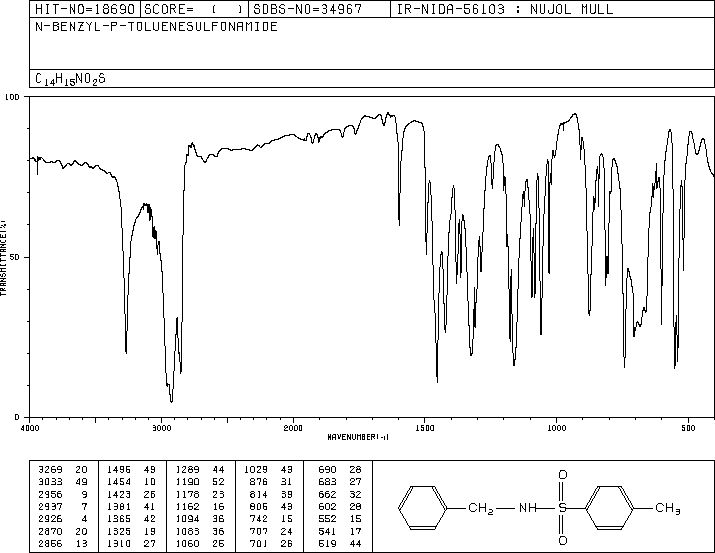 HIT-NO=18690 SCORE= ( ) SDBS-NO=34967 IR-NIDA-56103 : NUJOL MULL
N-BENZYL-P-TOLUENESULFONAMIDE
C14H15NO2S
100
50
0
TRANSMITTANCE(%)
4000 3000 2000 1500 1000 500
WAVENUMBER(-1)
3269 20 1496 49 1289 44 1029 43 690 28
3033 49 1454 10 1190 52 876 31 683 27
2956 9 1423 26 1178 23 814 39 662 32
2937 7 1381 41 1162 16 806 43 602 28
2926 4 1365 42 1094 36 742 15 552 15
2870 20 1325 19 1083 36 707 24 541 17
2856 13 1310 27 1060 26 701 26 519 44
O
CH2 NH S CH3
O